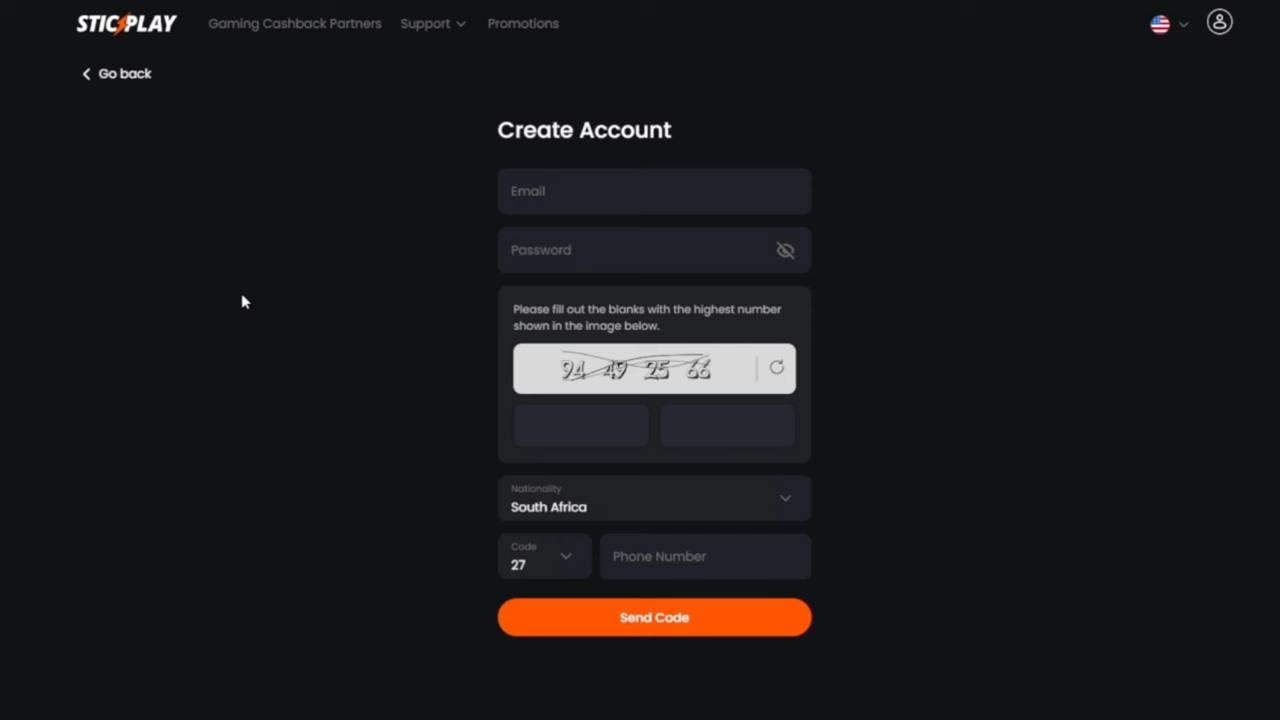 STICPLAY Gaming Cashback Partners Support Promotions
Go back
Create Account
Email
Password
Please fill out the blanks with the highest number
shown in the image below.
94 49 25 66
Nationality
South Africa
Code
27
Phone Number
Send Code